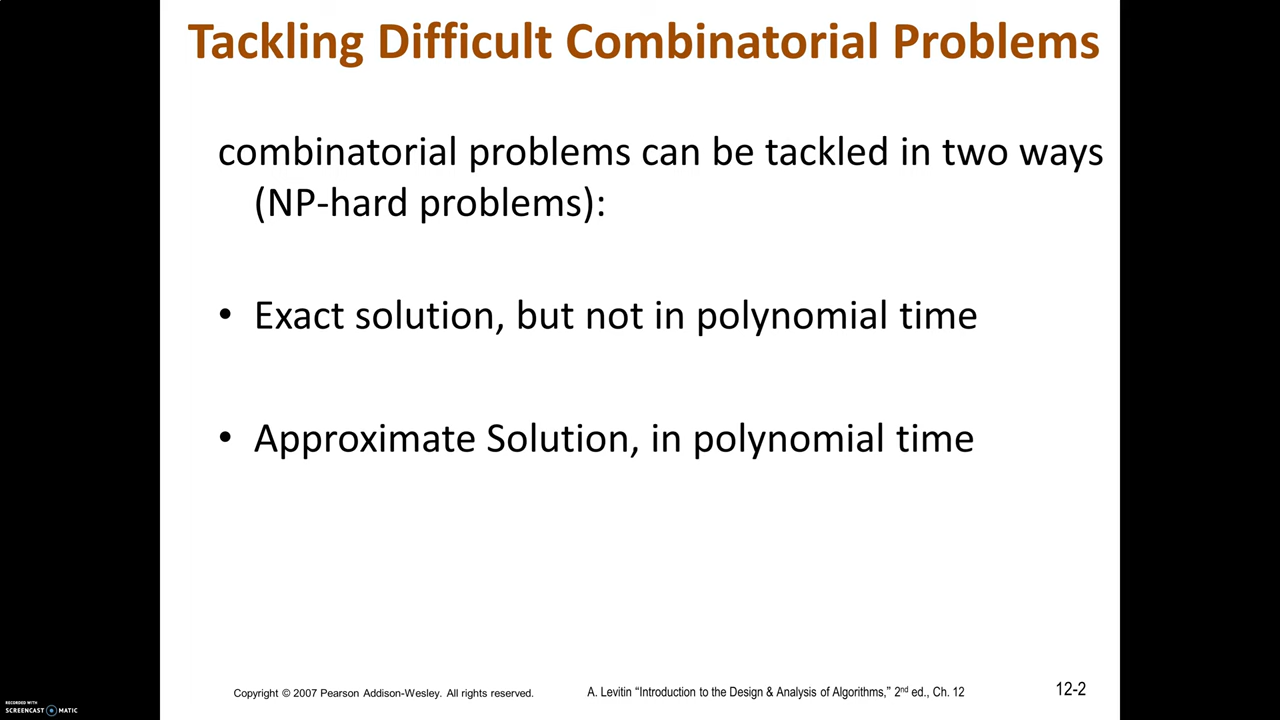 Tackling Difficult Combinatorial Problems
combinatorial problems can be tackled in two ways
(NP-hard problems):
• Exact solution, but not in polynomial time
• Approximate Solution, in polynomial time
Copyright © 2007 Pearson Addison-Wesley. All rights reserved.
A. Levitin “Introduction to the Design & Analysis of Algorithms,” 2nd ed., Ch. 12
12-2
RECORDED WITH
SCREENCAST MATIC